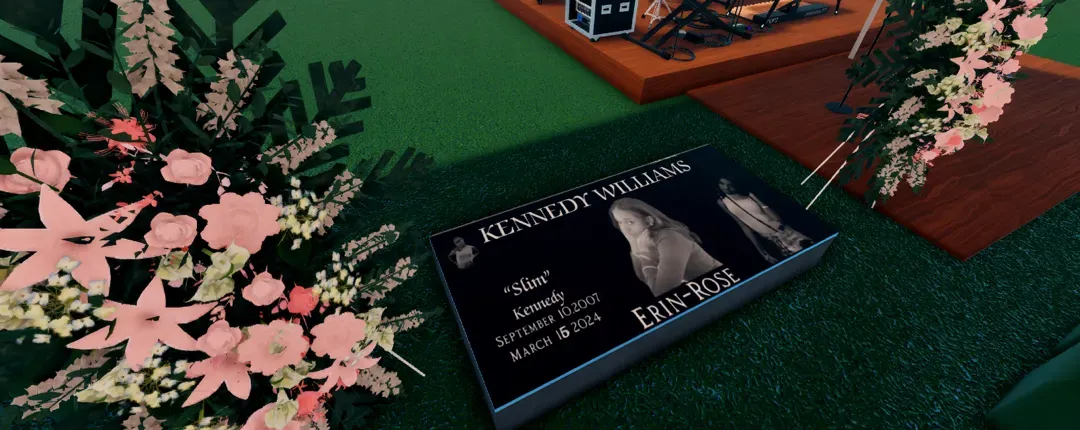 KENNEDY WILLIAMS
"Slim"
Kennedy
SEPTEMBER 10.2007
MARCH 15 2024
ERIN-ROSE